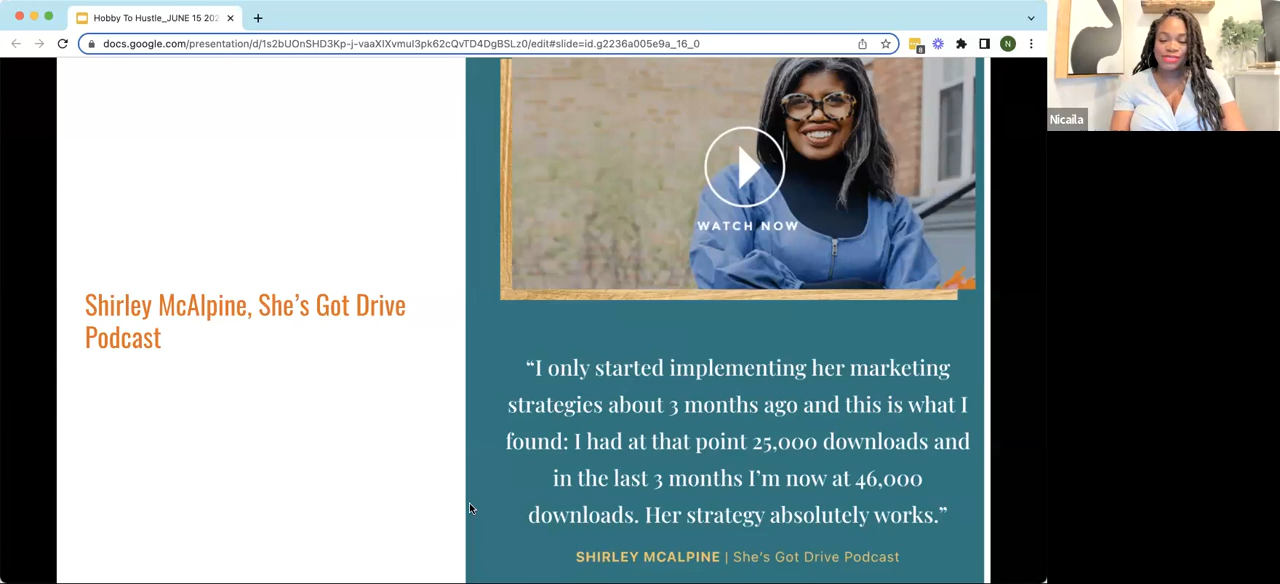 Hobby To Hustle_JUNE 15 202
docs.google.com/presentation/d/1s2bUOnSHD3Kp-j-vaaXIXvmuI3pk62cQvTD4DgBSLz0/edit#slide=id.g2236a005e9a_16_0
8
N
Nicaila
WATCH NOW
Shirley McAlpine, She’s Got Drive
Podcast
“I only started implementing her marketing
strategies about 3 months ago and this is what I
found: I had at that point 25,000 downloads and
in the last 3 months I’m now at 46,000
downloads. Her strategy absolutely works.”
SHIRLEY MCALPINE | She’s Got Drive Podcast